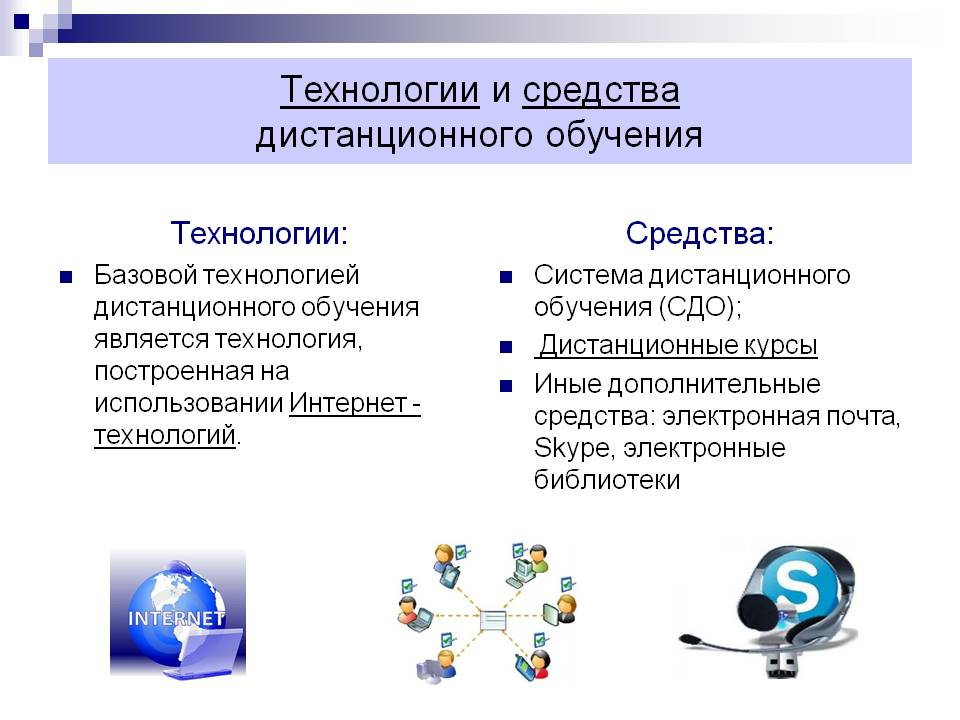 Технологии и средства
дистанционного обучения
Технологии:
Базовой технологией
дистанционного обучения
является технология,
построенная на
использовании Интернет -
технологий.
Средства:
Система дистанционного
обучения (СДО);
Дистанционные курсы
Иные дополнительные
средства: электронная почта,
Skype, электронные
библиотеки
INTERNET
S